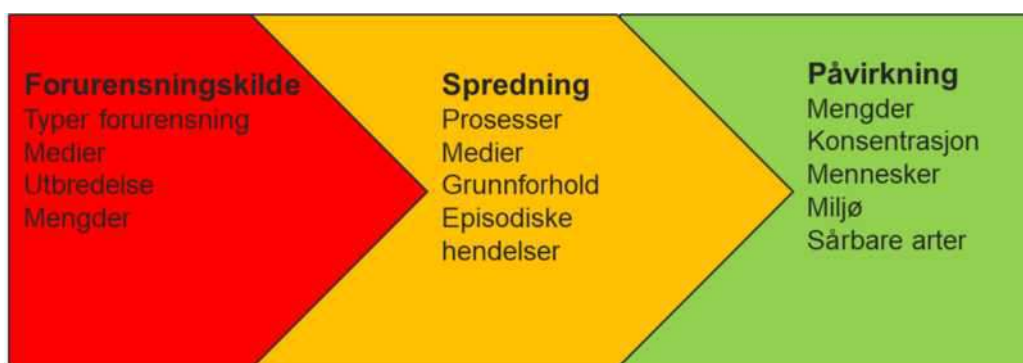 Forurensningskilde
Typer forurensning
Medier
Utbredelse
Mengder
Spredning
Prosesser
Medier
Grunnforhold
Episodiske
hendelser
Påvirkning
Mengder
Konsentrasjon
Mennesker
Miljø
Sårbare arter